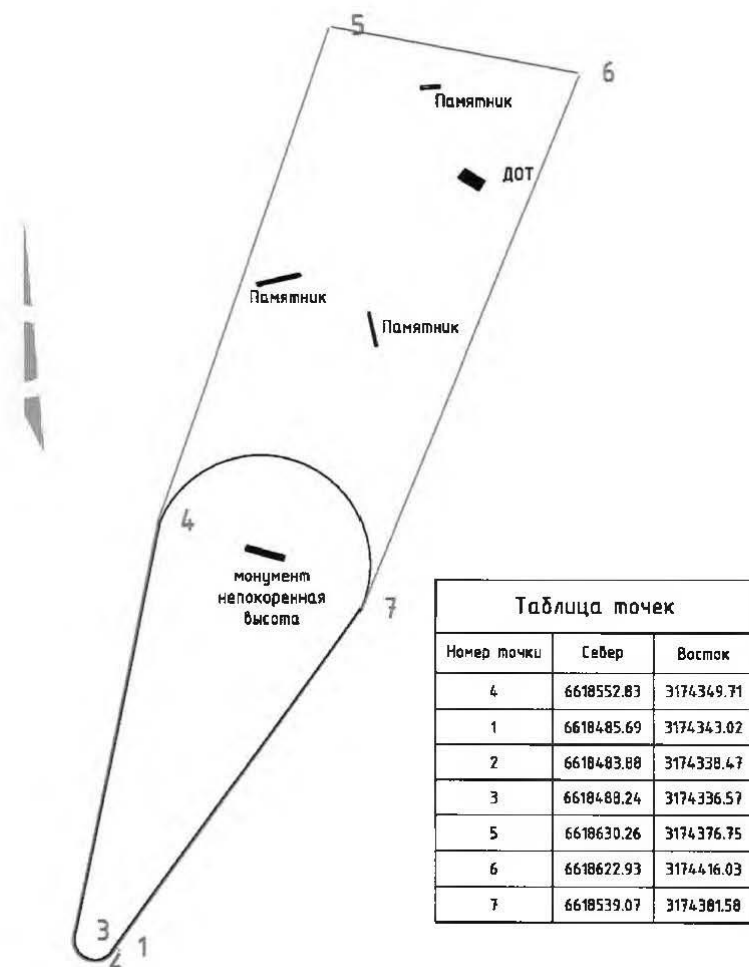 5
6
Памятник
ДОТ
Памятник
Памятник
4
монумент
непокоренная
высота
7
3
1
2
Таблица точек
Номер точки Север Восток
4 6618552.83 3174349.71
1 6618485.69 3174343.02
2 6618483.88 3174338.47
3 6618488.24 3174336.57
5 6618630.26 3174376.75
6 6618622.93 3174416.03
7 6618539.07 3174381.58